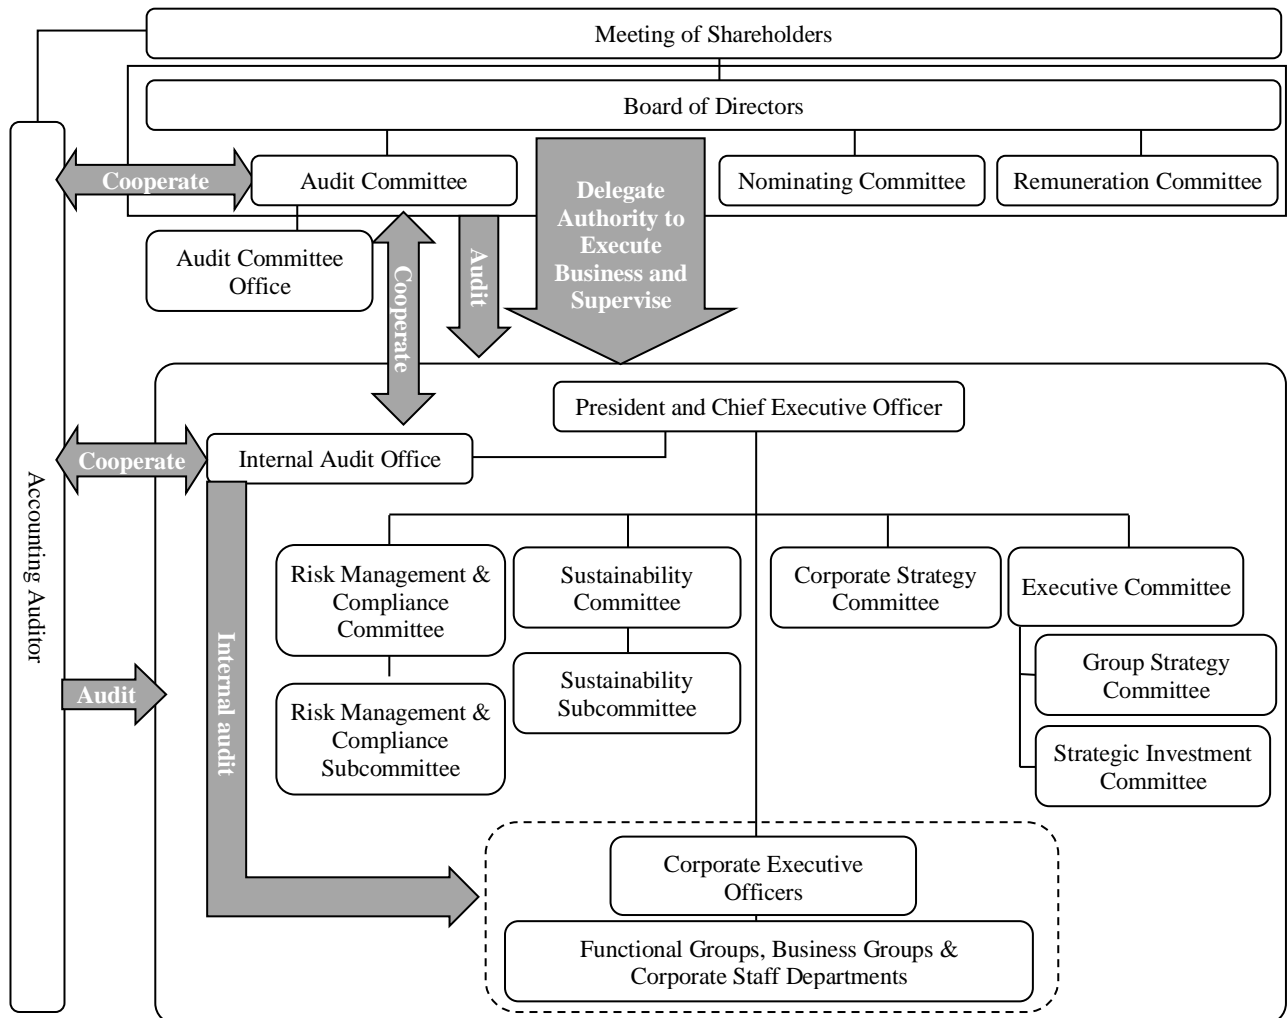 Meeting of Shareholders
Board of Directors
Cooperate
Audit Committee
Delegate
Authority to
Execute
Business and
Supervise
Nominating Committee
Remuneration Committee
Audit Committee
Office
Cooperate
Audit
President and Chief Executive Officer
Cooperate
Internal Audit Office
Accounting Auditor
Risk Management &
Compliance
Committee
Sustainability
Committee
Corporate Strategy
Committee
Executive Committee
Internal audit
Audit
Risk Management &
Compliance
Subcommittee
Sustainability
Subcommittee
Group Strategy
Committee
Strategic Investment
Committee
Corporate Executive
Officers
Functional Groups, Business Groups &
Corporate Staff Departments